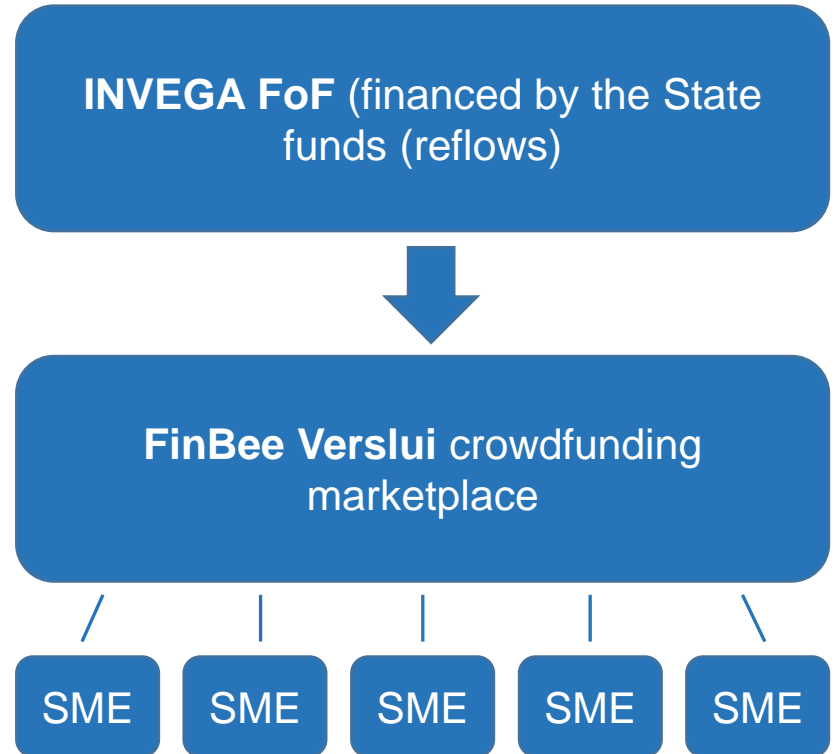 INVEGA FoF (financed by the State
funds (reflows)
FinBee Verslui crowdfunding
marketplace
SME SME SME SME SME